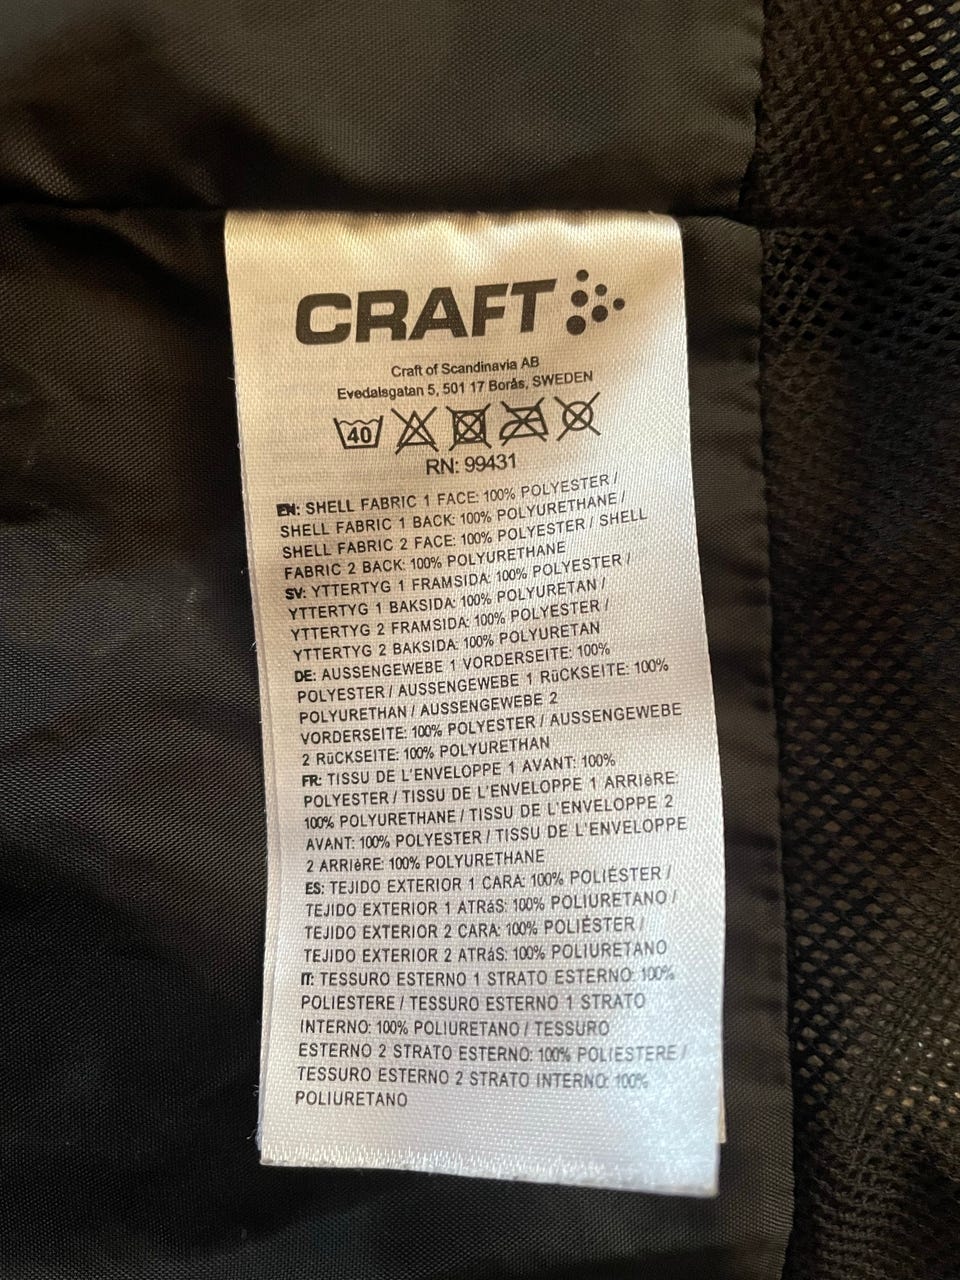 CRAFT
Craft of Scandinavia AB
Evedalsgatan 5, 501 17 Borås, SWEDEN
40
RN: 99431
EN: SHELL FABRIC 1 FACE: 100% POLYESTER /
SHELL FABRIC 1 BACK: 100% POLYURETHANE /
SHELL FABRIC 2 FACE: 100% POLYESTER / SHELL
FABRIC 2 BACK: 100% POLYURETHANE
SV: YTTERTYG 1 FRAMSIDA: 100% POLYESTER /
YTTERTYG 1 BAKSIDA: 100% POLYURETAN /
YTTERTYG 2 FRAMSIDA: 100% POLYESTER /
YTTERTYG 2 BAKSIDA: 100% POLYURETAN
DE: AUSSENGEWEBE 1 VORDERSEITE: 100%
POLYESTER / AUSSENGEWEBE 1 RüCKSEITE: 100%
POLYURETHAN / AUSSENGEWEBE 2
VORDERSEITE: 100% POLYESTER / AUSSENGEWEBE
2 RüCKSEITE: 100% POLYURETHAN
FR: TISSU DE L'ENVELOPPE 1 AVANT: 100%
POLYESTER / TISSU DE L'ENVELOPPE 1 ARRIèRE:
100% POLYURETHANE / TISSU DE L'ENVELOPPE 2
AVANT: 100% POLYESTER / TISSU DE L'ENVELOPPE
2 ARRIèRE: 100% POLYURETHANE
ES: TEJIDO EXTERIOR 1 CARA: 100% POLIÉSTER /
TEJIDO EXTERIOR 1 ATRáS: 100% POLIURETANO /
TEJIDO EXTERIOR 2 CARA: 100% POLIÉSTER /
TEJIDO EXTERIOR 2 ATRáS: 100% POLIURETANO
IT: TESSURO ESTERNO 1 STRATO ESTERNO: 100%
POLIESTERE / TESSURO ESTERNO 1 STRATO
INTERNO: 100% POLIURETANO / TESSURO
ESTERNO 2 STRATO ESTERNO: 100% POLIESTERE /
TESSURO ESTERNO 2 STRATO INTERNO: 100%
POLIURETANO